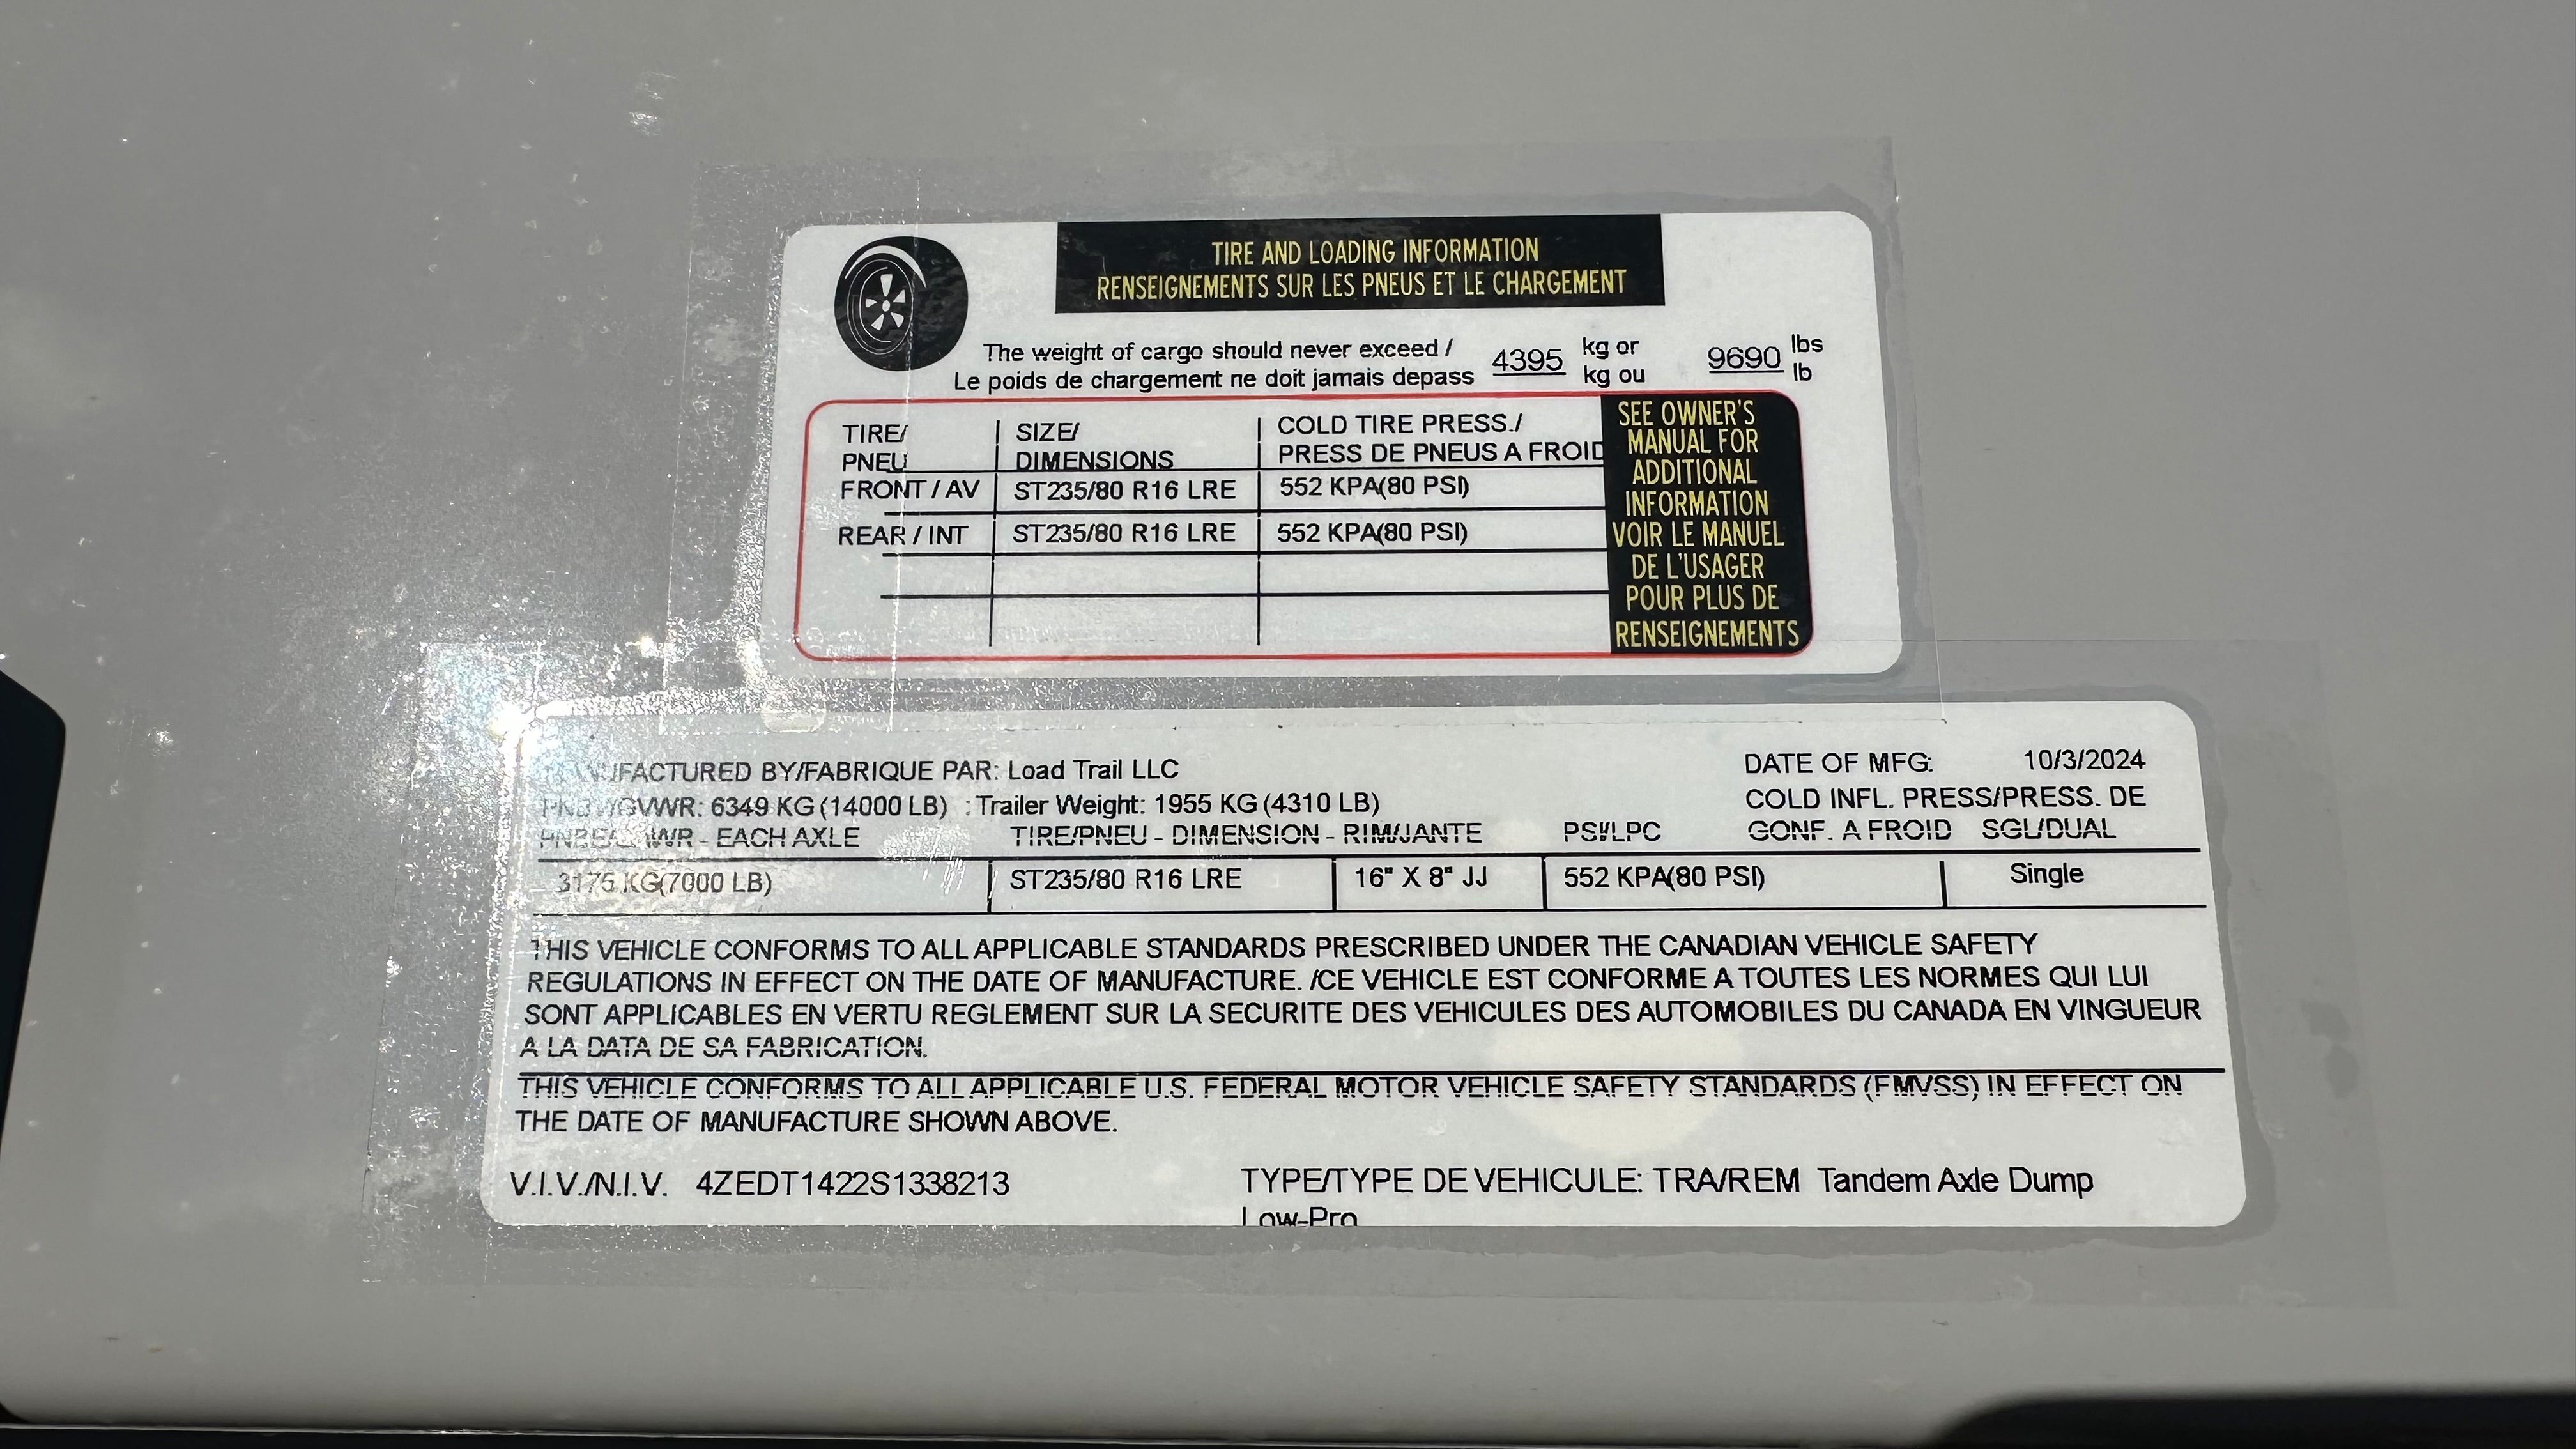 TIRE AND LOADING INFORMATION
RENSEIGNEMENTS SUR LES PNEUS ET LE CHARGEMENT
The weight of cargo should never exceed / 4395 kg or 9690 lbs
Le poids de chargement ne doit jamais depass kg ou lb
TIRE/ SIZE/ COLD TIRE PRESS./
PNEU DIMENSIONS PRESS DE PNEUS A FROID
FRONT / AV ST235/80 R16 LRE 552 KPA(80 PSI)
REAR / INT ST235/80 R16 LRE 552 KPA(80 PSI)
SEE OWNER'S
MANUAL FOR
ADDITIONAL
INFORMATION
VOIR LE MANUEL
DE L'USAGER
POUR PLUS DE
RENSEIGNEMENTS
MANUFACTURED BY/FABRIQUE PAR: Load Trail LLC DATE OF MFG: 10/3/2024
GVWR: 6349 KG (14000 LB) : Trailer Weight: 1955 KG (4310 LB) COLD INFL. PRESS/PRESS. DE
- EACH AXLE TIRE/PNEU - DIMENSION - RIM/JANTE PSI/LPC GONF. A FROID SGL/DUAL
3175 KG(7000 LB) ST235/80 R16 LRE 16" X 8" JJ 552 KPA(80 PSI) Single
THIS VEHICLE CONFORMS TO ALL APPLICABLE STANDARDS PRESCRIBED UNDER THE CANADIAN VEHICLE SAFETY
REGULATIONS IN EFFECT ON THE DATE OF MANUFACTURE. /CE VEHICLE EST CONFORME A TOUTES LES NORMES QUI LUI
SONT APPLICABLES EN VERTU REGLEMENT SUR LA SECURITE DES VEHICULES DES AUTOMOBILES DU CANADA EN VINGUEUR
A LA DATA DE SA FABRICATION.
THIS VEHICLE CONFORMS TO ALL APPLICABLE U.S. FEDERAL MOTOR VEHICLE SAFETY STANDARDS (FMVSS) IN EFFECT ON
THE DATE OF MANUFACTURE SHOWN ABOVE.
V.I.V./N.I.V. 4ZEDT1422S1338213 TYPE/TYPE DE VEHICULE: TRA/REM Tandem Axle Dump
Low-Pro